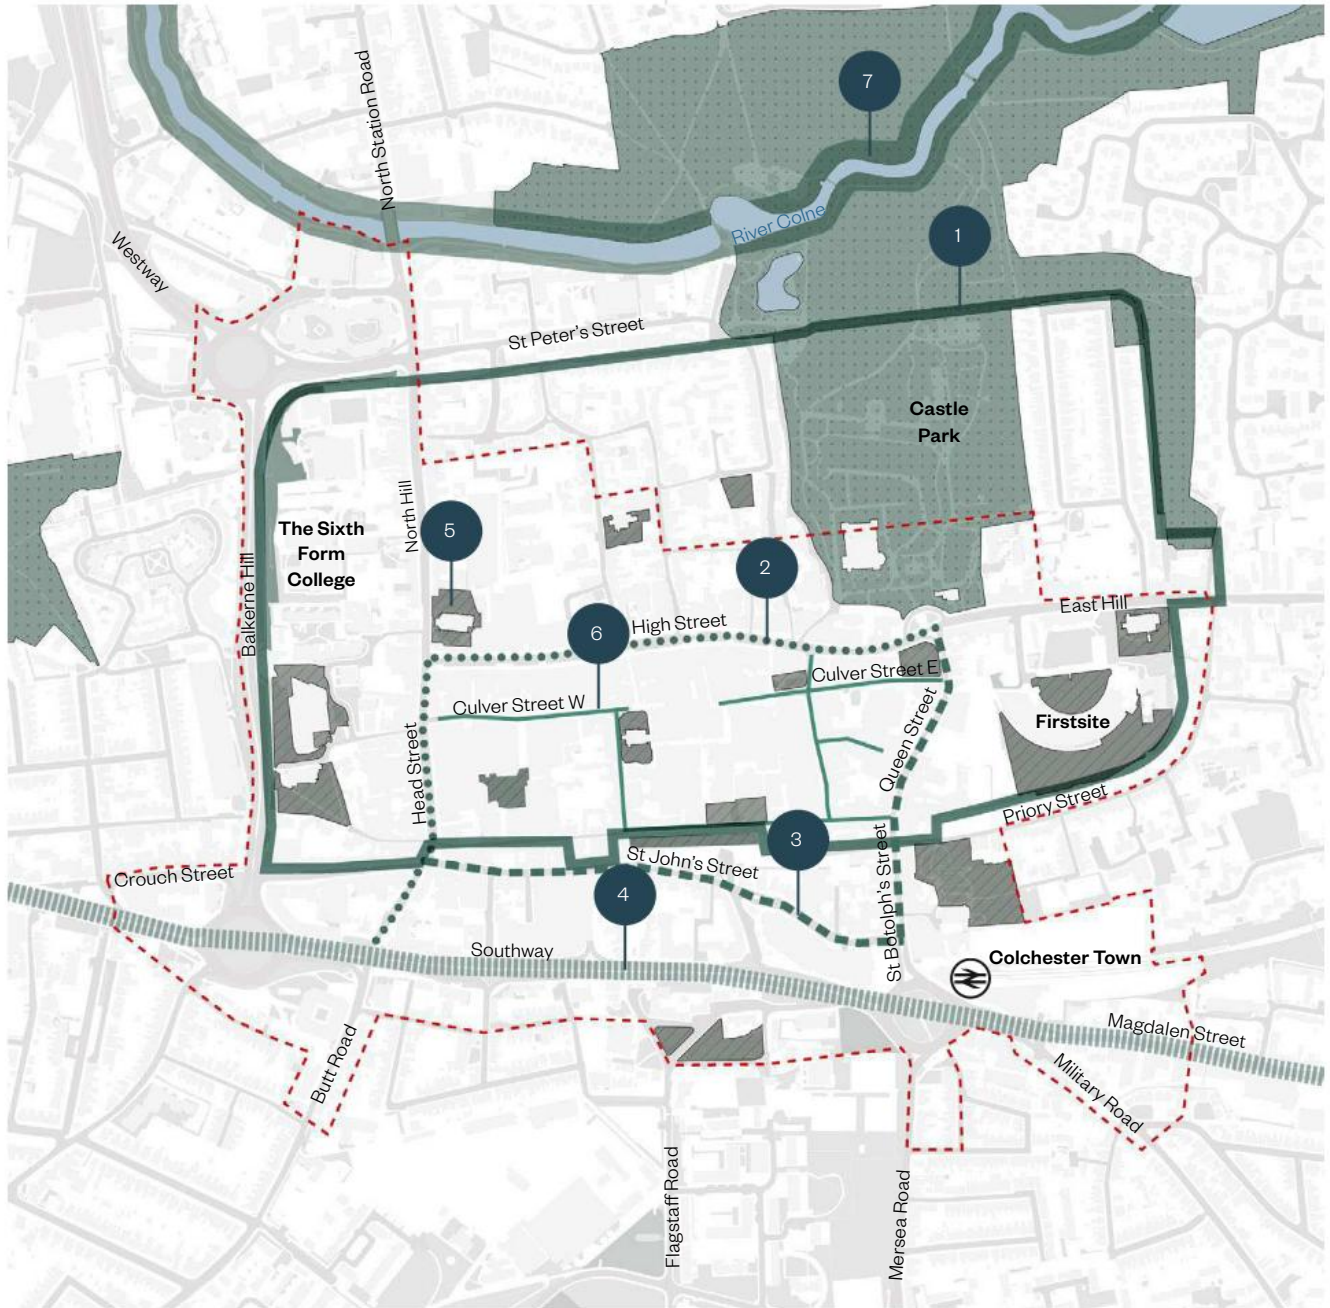 7
North Station Road
River Colne
1
Westway
St Peter's Street
Castle
Park
The Sixth
Form
College
North Hill
5
2
Balkerne Hill
6
High Street
East Hill
Culver Street E
Culver Street W
Queen Street
Firstsite
Head Street
Priory Street
3
St John's Street
St Botolph's Street
Crouch Street
4
Southway
Colchester Town
Magdalen Street
Butt Road
Military Road
Flagstaff Road
Mersea Road